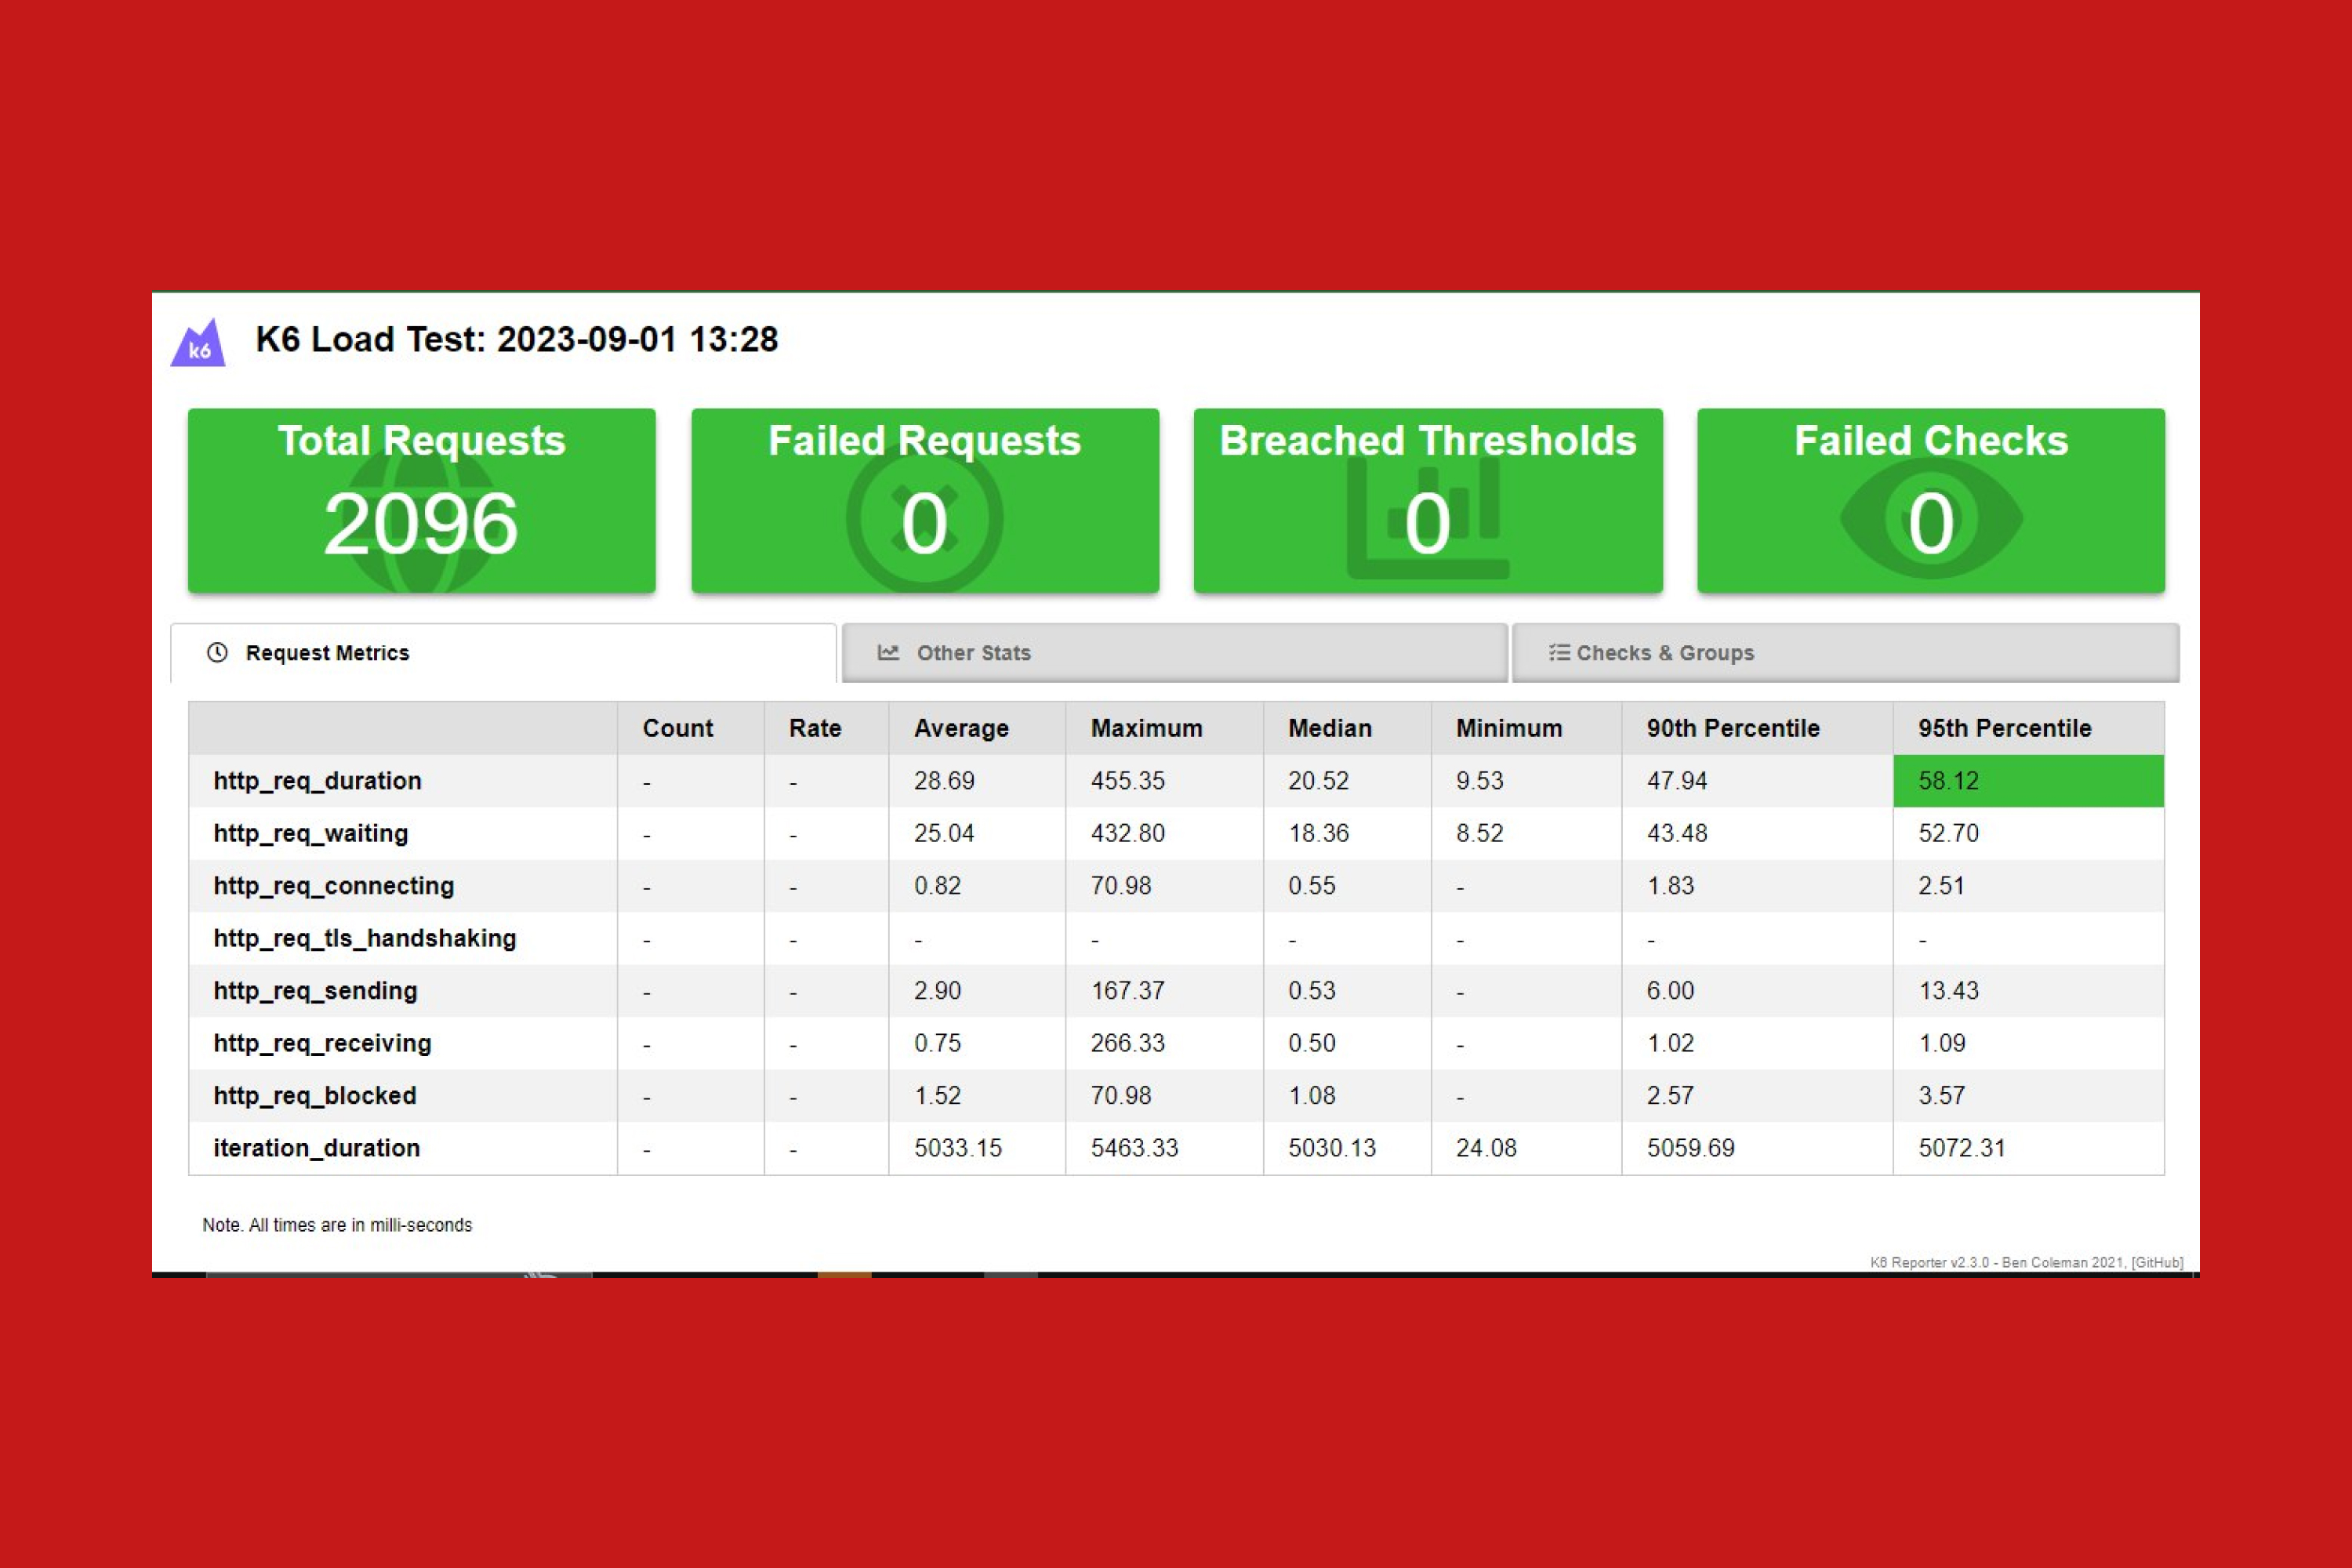 k6
K6 Load Test: 2023-09-01 13:28
Total Requests
2096
Failed Requests
0
Breached Thresholds
0
Failed Checks
0
Request Metrics
Other Stats
Checks & Groups
Count Rate Average Maximum Median Minimum 90th Percentile 95th Percentile
http_req_duration - - 28.69 455.35 20.52 9.53 47.94 58.12
http_req_waiting - - 25.04 432.80 18.36 8.52 43.48 52.70
http_req_connecting - - 0.82 70.98 0.55 - 1.83 2.51
http_req_tls_handshaking - - - - - - - -
http_req_sending - - 2.90 167.37 0.53 - 6.00 13.43
http_req_receiving - - 0.75 266.33 0.50 - 1.02 1.09
http_req_blocked - - 1.52 70.98 1.08 - 2.57 3.57
iteration_duration - - 5033.15 5463.33 5030.13 24.08 5059.69 5072.31
Note. All times are in milli-seconds
K6 Reporter v2.3.0 - Ben Coleman 2021, [GitHub]